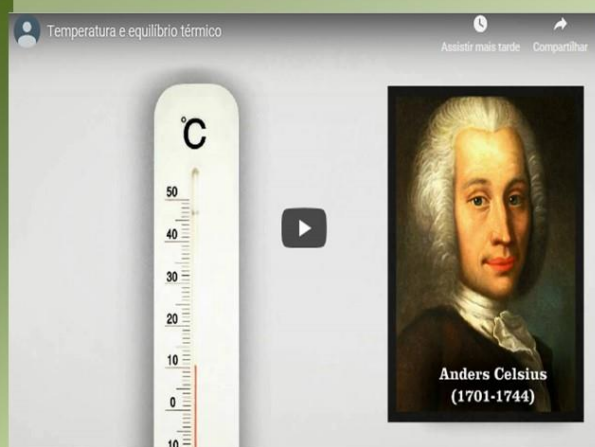 Temperatura e equilíbrio térmico
Assistir mais tarde
Compartilhar
°C
50
40
30
20
10
0
10
Anders Celsius
(1701-1744)